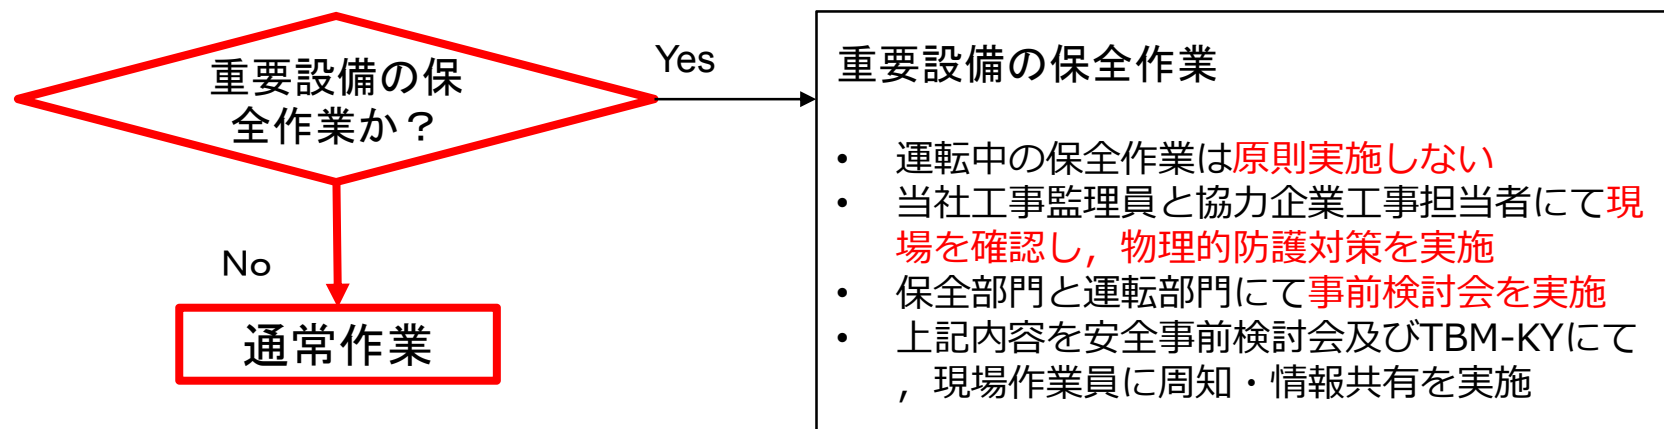 重要設備の保
全作業か？
Yes
No
通常作業
重要設備の保全作業
• 運転中の保全作業は原則実施しない
• 当社工事監理員と協力企業工事担当者にて現
場を確認し，物理的防護対策を実施
• 保全部門と運転部門にて事前検討会を実施
• 上記内容を安全事前検討会及びTBM-KYにて
，現場作業員に周知・情報共有を実施